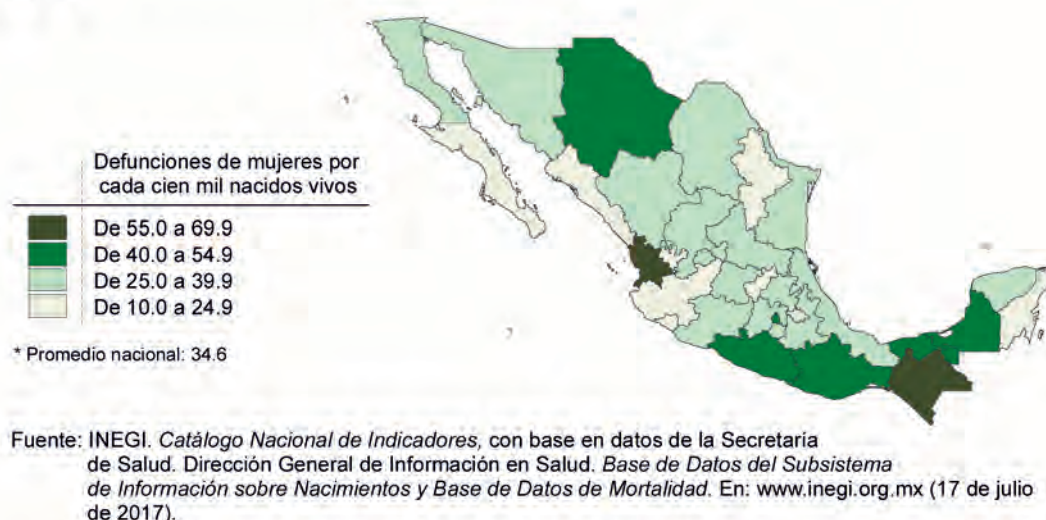 Defunciones de mujeres por
cada cien mil nacidos vivos
De 55.0 a 69.9
De 40.0 a 54.9
De 25.0 a 39.9
De 10.0 a 24.9
* Promedio nacional: 34.6
Fuente: INEGI. Catálogo Nacional de Indicadores, con base en datos de la Secretaría
de Salud. Dirección General de Información en Salud. Base de Datos del Subsistema
de Información sobre Nacimientos y Base de Datos de Mortalidad. En: www.inegi.org.mx (17 de julio
de 2017).